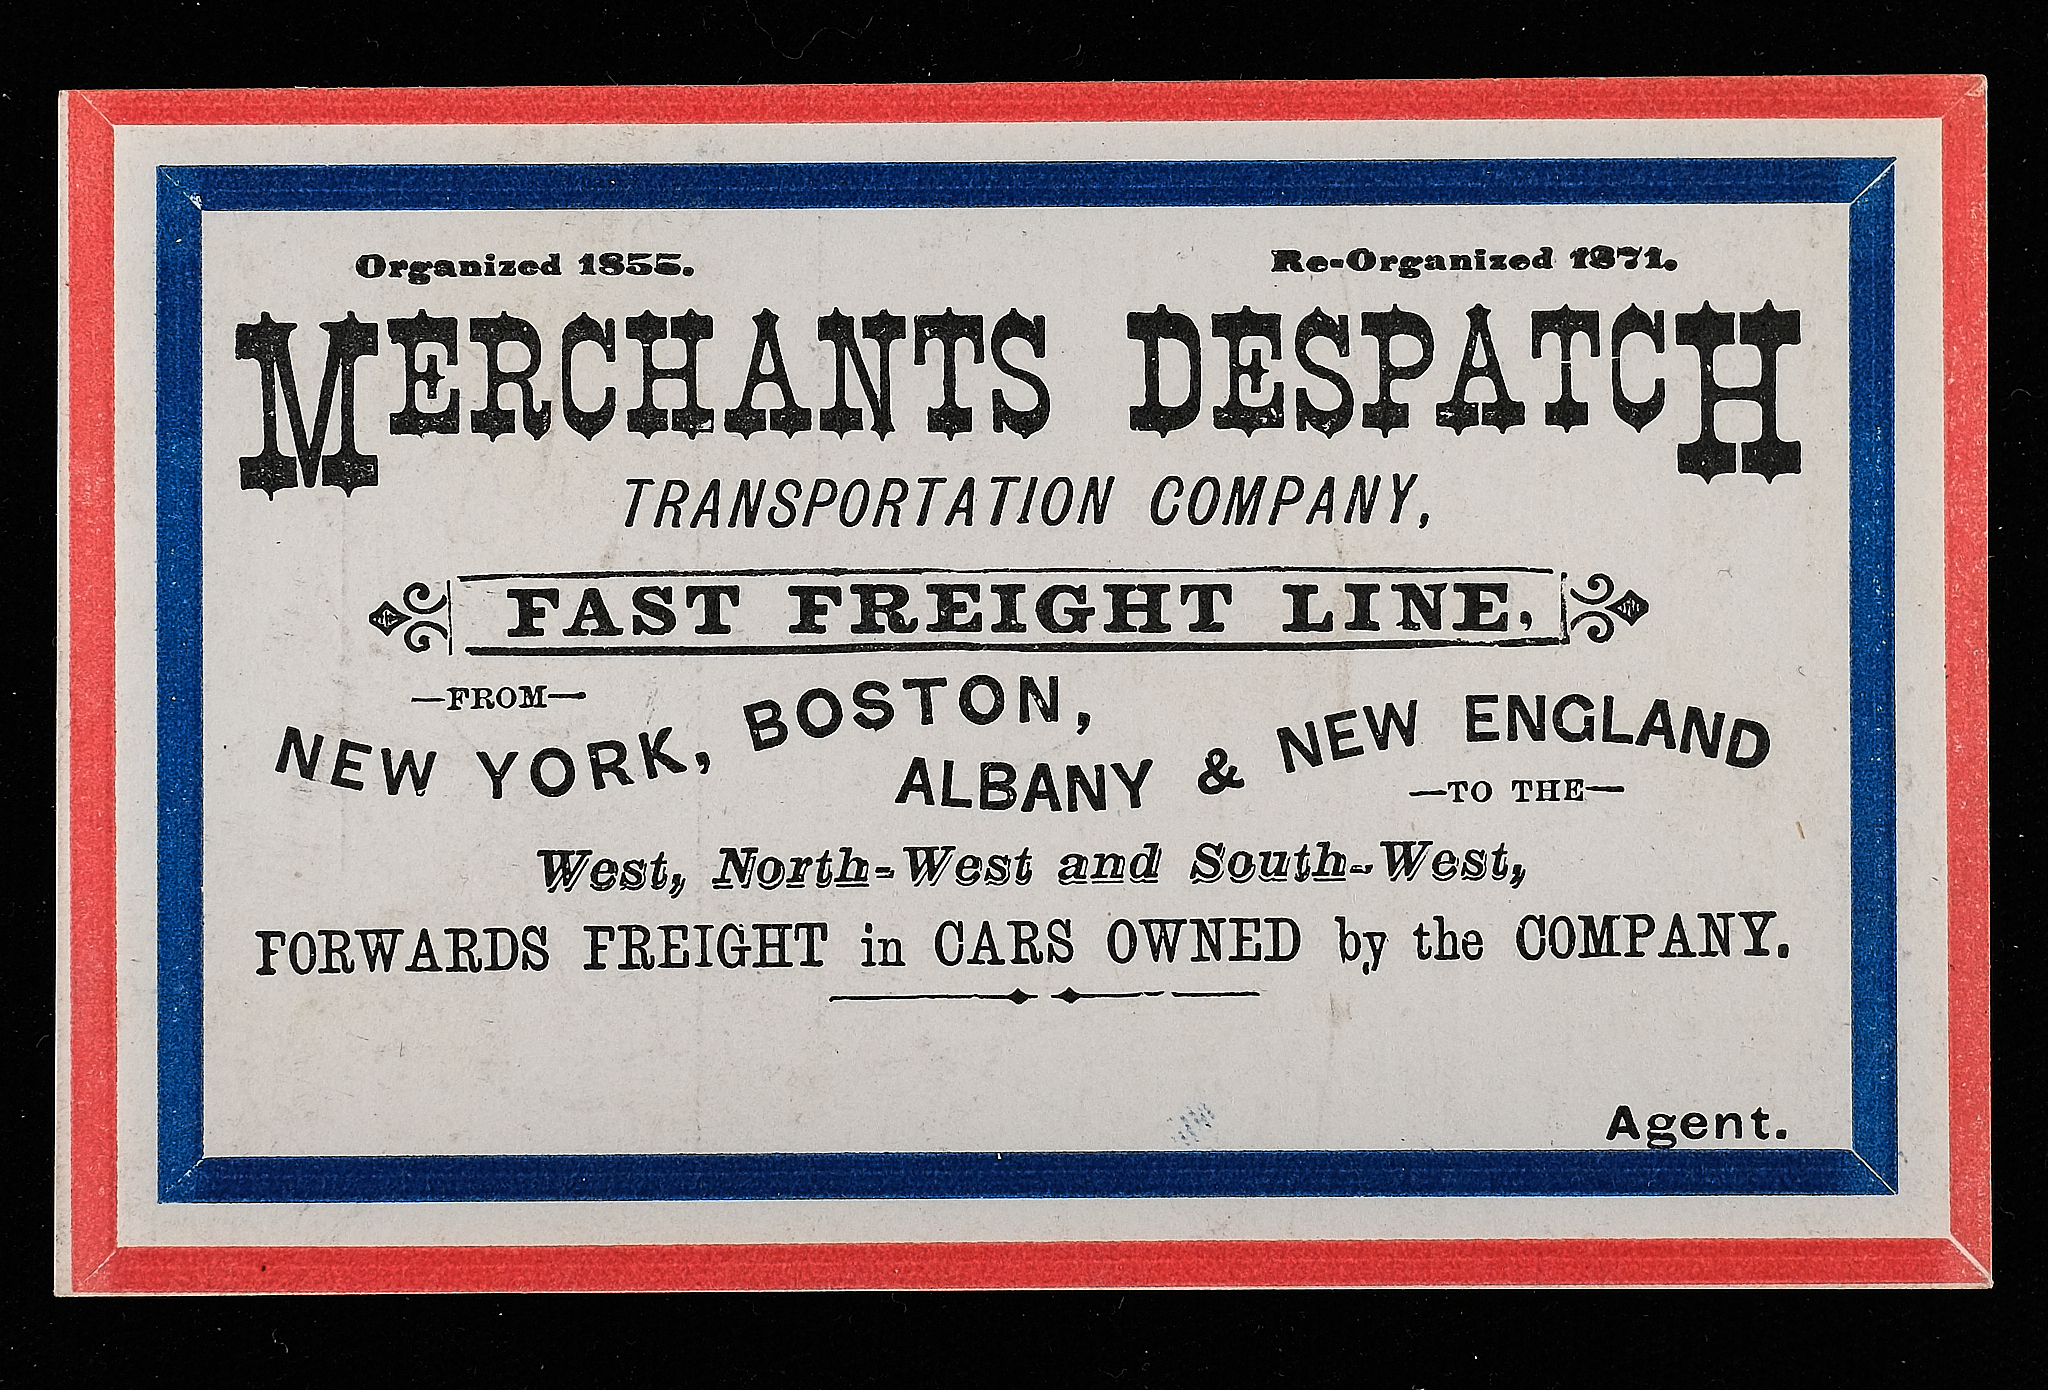 Organized 1855. Re-Organized 1871.
MERCHANTS DESPATCH
TRANSPORTATION COMPANY,
FAST FREIGHT LINE,
—FROM—
NEW YORK, BOSTON, ALBANY & NEW ENGLAND
—TO THE—
West, North-West and South-West,
FORWARDS FREIGHT in CARS OWNED by the COMPANY.
Agent.